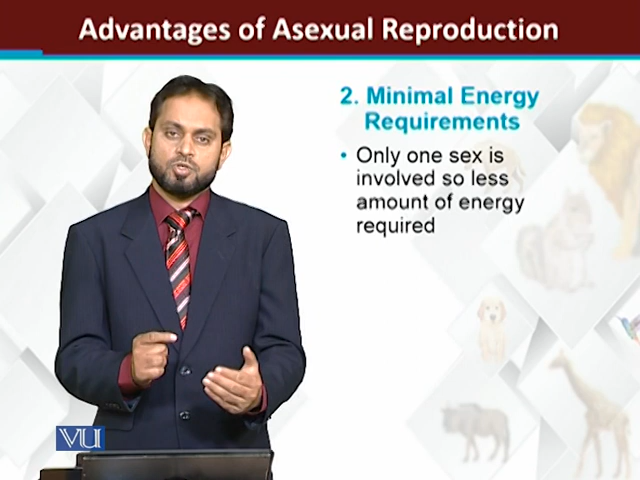 Advantages of Asexual Reproduction
2. Minimal Energy
Requirements
• Only one sex is
involved so less
amount of energy
required
VU